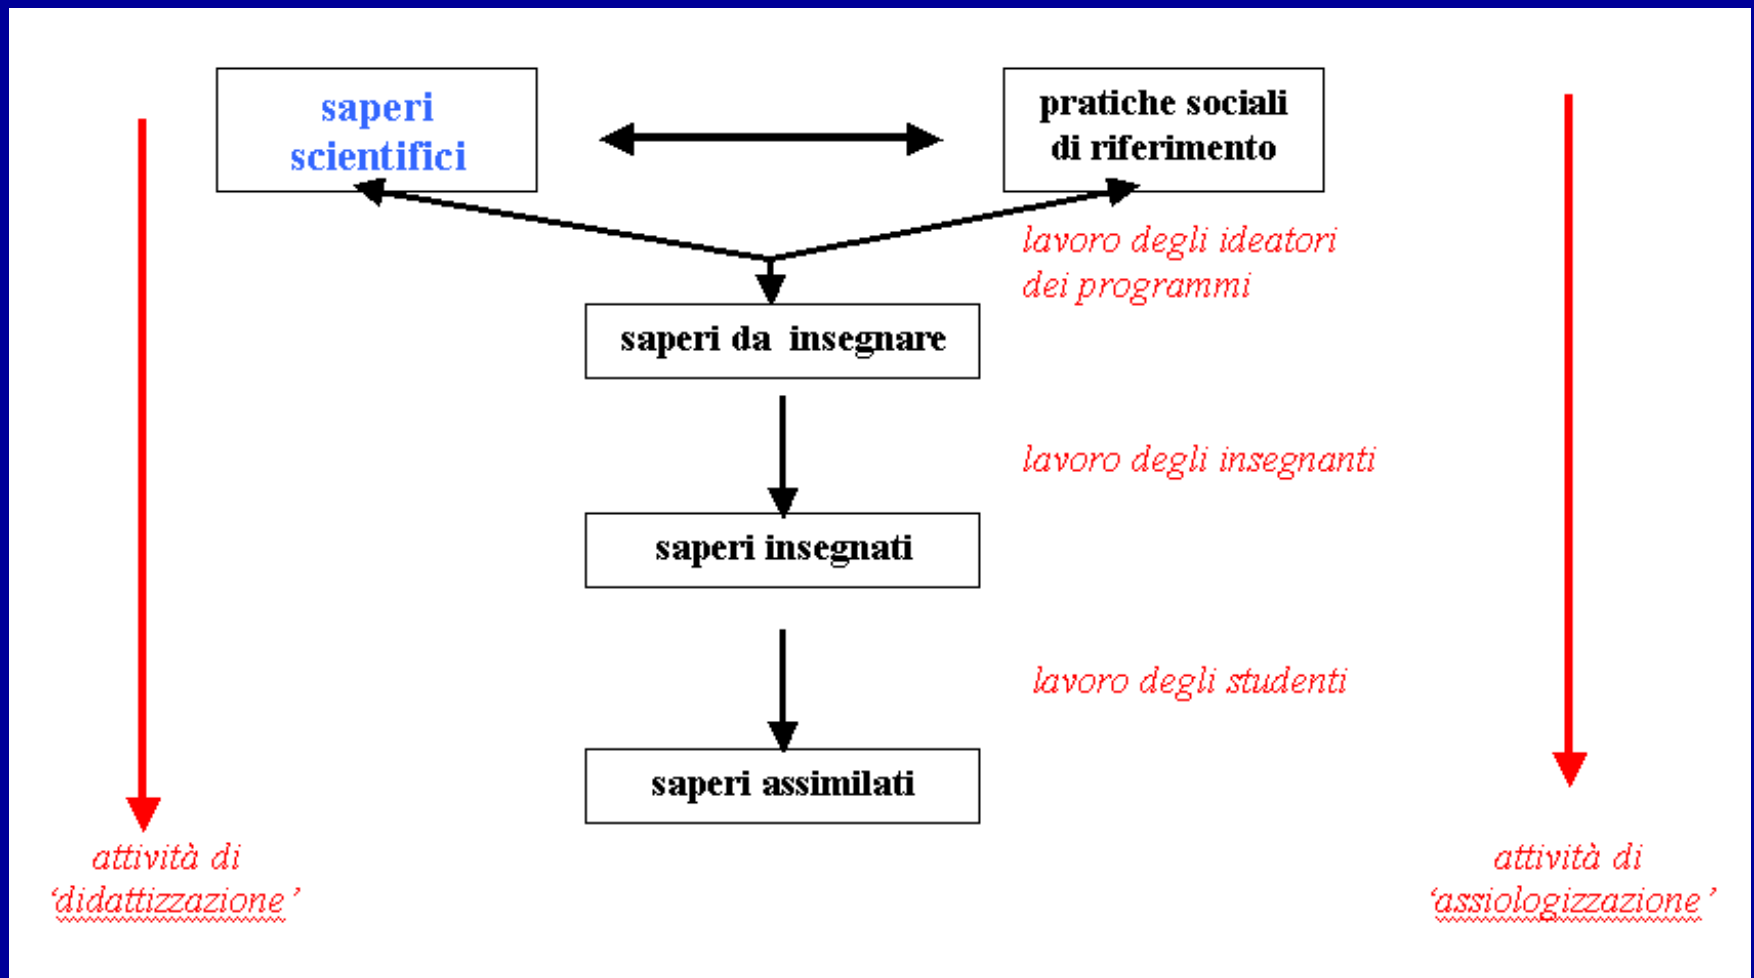 saperi
scientifici
pratiche sociali
di riferimento
lavoro degli ideatori
dei programmi
saperi da insegnare
lavoro degli insegnanti
saperi insegnati
lavoro degli studenti
saperi assimilati
attività di
‘didattizzazione’
attività di
‘assiologizzazione’